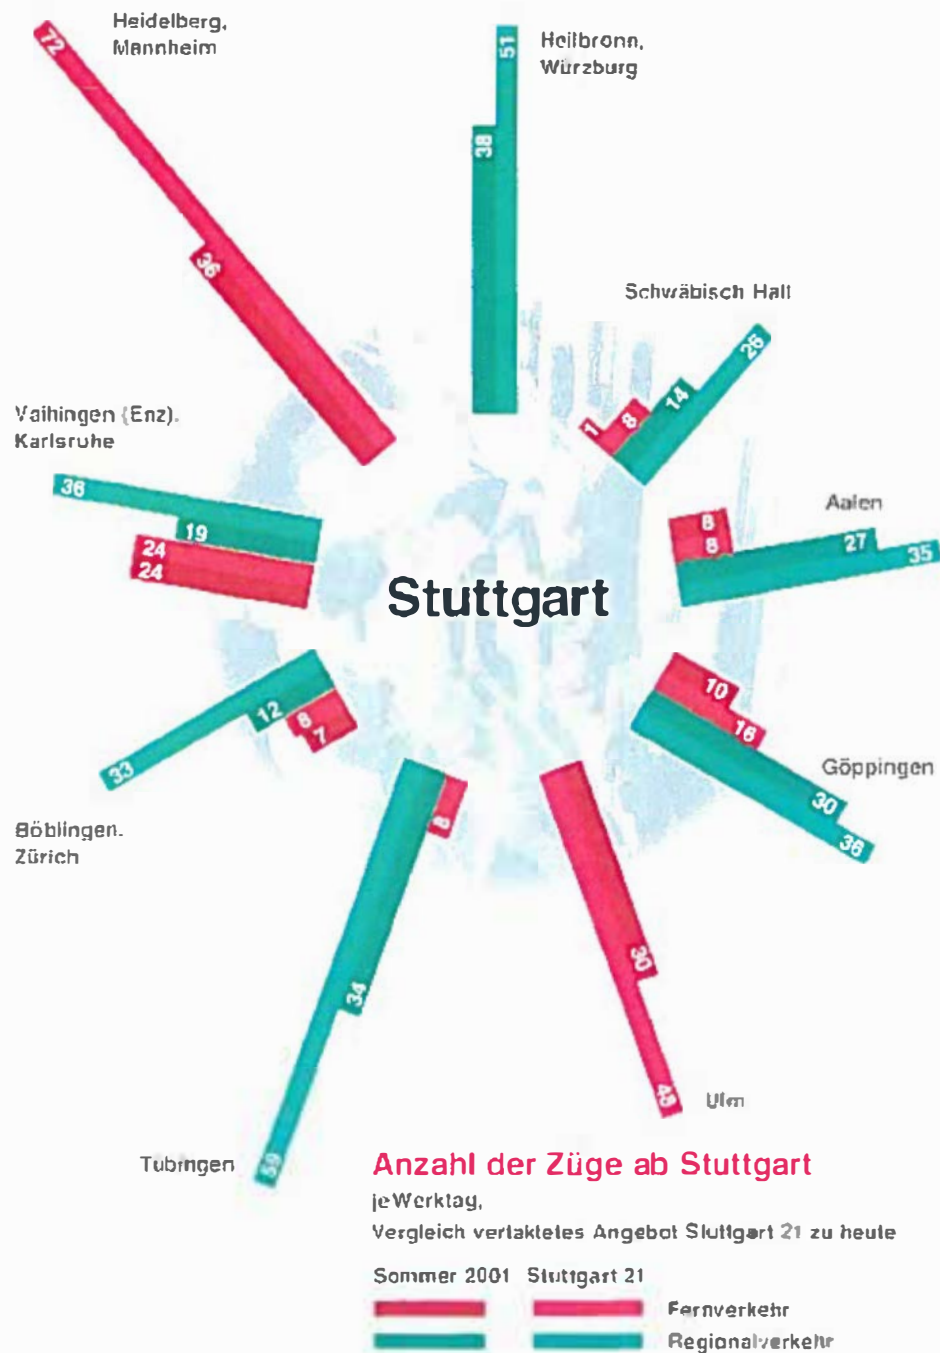 Heidelberg,
Mannheim
72
36
Heilbronn,
Würzburg
51
38
Schwäbisch Hall
1
8
14
26
Vaihingen (Enz).
Karlsruhe
36
19
24
24
Aalen
8
8
27
35
Stuttgart
10
16
30
36
Göppingen
12
8
7
33
Böblingen.
Zürich
8
34
59
Tübingen
30
48
Ulm
Anzahl der Züge ab Stuttgart
je Werktag,
Vergleich vertaktetes Angebot Stuttgart 21 zu heute
Sommer 2001 Stuttgart 21
Fernverkehr
Regionalverkehr